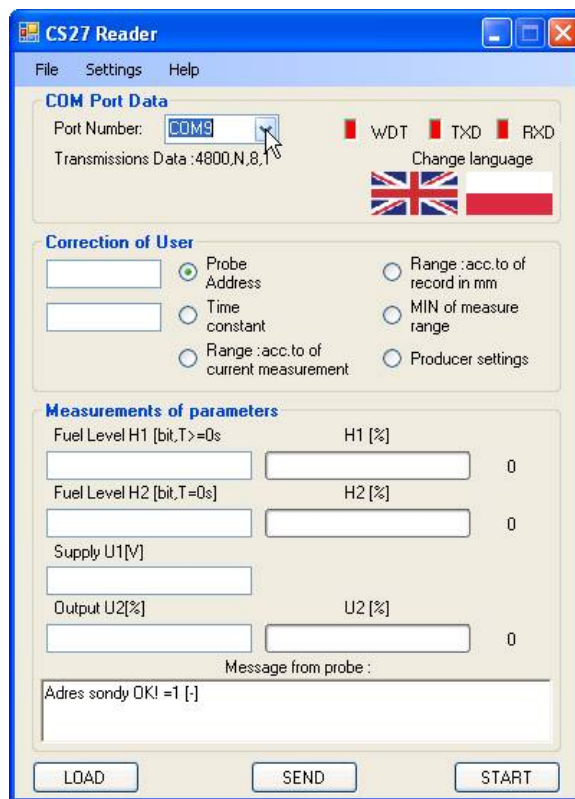 CS27 Reader
File Settings Help
COM Port Data
Port Number: COM9
WDT TXD RXD
Transmissions Data :4800,N,8,1
Change language
Correction of User
Probe Address
Range :acc.to of record in mm
Time constant
MIN of measure range
Range :acc.to of current measurement
Producer settings
Measurements of parameters
Fuel Level H1 [bit,T>=0s
H1 [%]
0
Fuel Level H2 [bit,T=0s]
H2 [%]
0
Supply U1[V]
Output U2[%]
U2 [%]
0
Message from probe :
Adres sondy OK! =1 [-]
LOAD SEND START